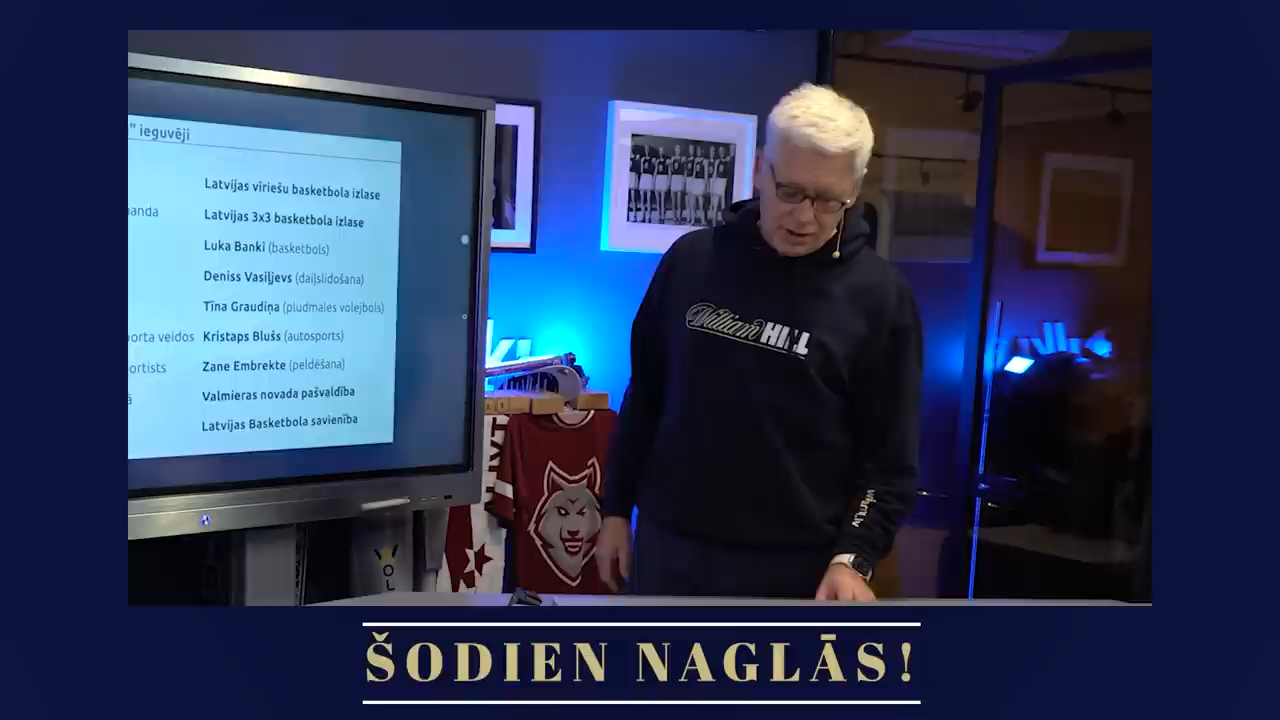 " ieguvēji
Latvijas vīriešu basketbola izlase
anda Latvijas 3x3 basketbola izlase
Luka Banki (basketbols)
Deniss Vasiļjevs (daiļslidošana)
Tīna Graudiņa (pludmales volejbols)
porta veidos Kristaps Blušs (autosports)
ortists Zane Embrekte (peldēšana)
ā Valmieras novada pašvaldība
Latvijas Basketbola savienība
William HILL
OL
ŠODIEN NAGLĀS!